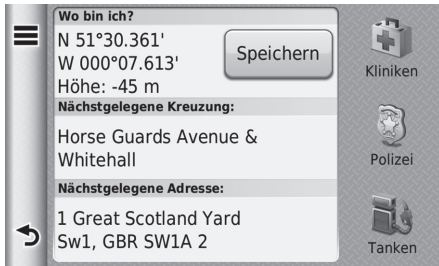 Wo bin ich?
N 51°30.361'
W 000°07.613'
Höhe: -45 m
Speichern
Nächstgelegene Kreuzung:
Horse Guards Avenue &
Whitehall
Nächstgelegene Adresse:
1 Great Scotland Yard
Sw1, GBR SW1A 2
Kliniken
Polizei
Tanken